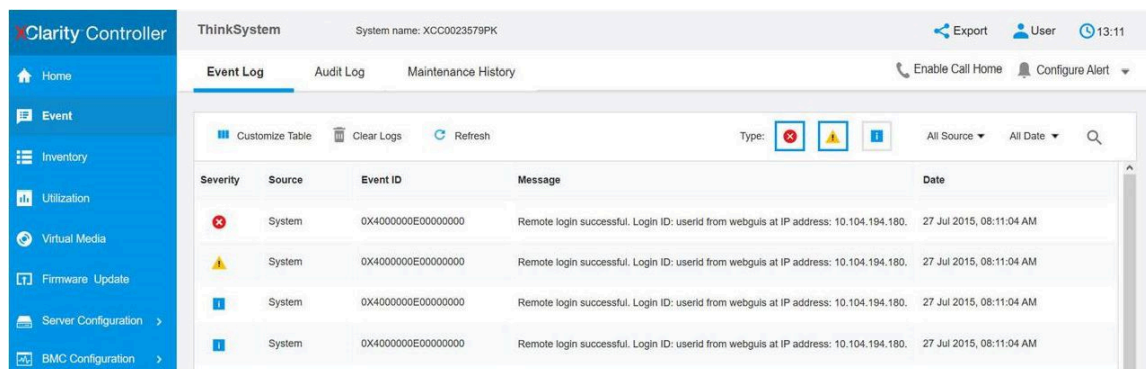 XClarity Controller
ThinkSystem System name: XCC0023579PK Export User 13:11
Home
Event
Inventory
Utilization
Virtual Media
Firmware Update
Server Configuration >
BMC Configuration >
Event Log Audit Log Maintenance History Enable Call Home Configure Alert
Customize Table Clear Logs Refresh Type: All Source All Date
Severity Source Event ID Message Date
System 0X4000000E00000000 Remote login successful. Login ID: userid from webguis at IP address: 10.104.194.180. 27 Jul 2015, 08:11:04 AM
System 0X4000000E00000000 Remote login successful. Login ID: userid from webguis at IP address: 10.104.194.180. 27 Jul 2015, 08:11:04 AM
System 0X4000000E00000000 Remote login successful. Login ID: userid from webguis at IP address: 10.104.194.180. 27 Jul 2015, 08:11:04 AM
System 0X4000000E00000000 Remote login successful. Login ID: userid from webguis at IP address: 10.104.194.180. 27 Jul 2015, 08:11:04 AM